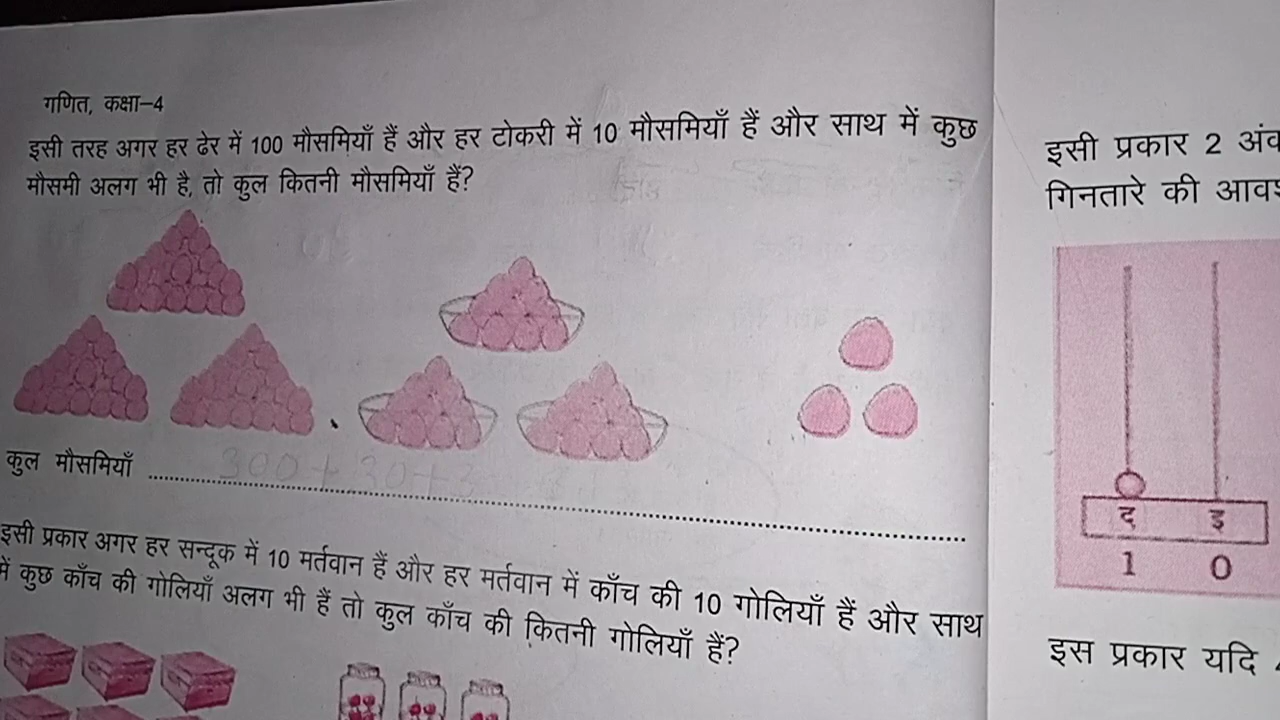 गणित, कक्षा–4
इसी तरह अगर हर ढेर में 100 मौसमियाँ हैं और हर टोकरी में 10 मौसमियाँ हैं और साथ में कुछ
मौसमी अलग भी है, तो कुल कितनी मौसमियाँ हैं?
कुल मौसमियाँ 300+30+3
इसी प्रकार अगर हर सन्दूक में 10 मर्तवान हैं और हर मर्तवान में काँच की 10 गोलियाँ हैं और साथ
में कुछ काँच की गोलियाँ अलग भी हैं तो कुल काँच की कितनी गोलियाँ हैं?
इसी प्रकार 2
गिनतारे की
द इ
1 0
इस प्रकार यदि